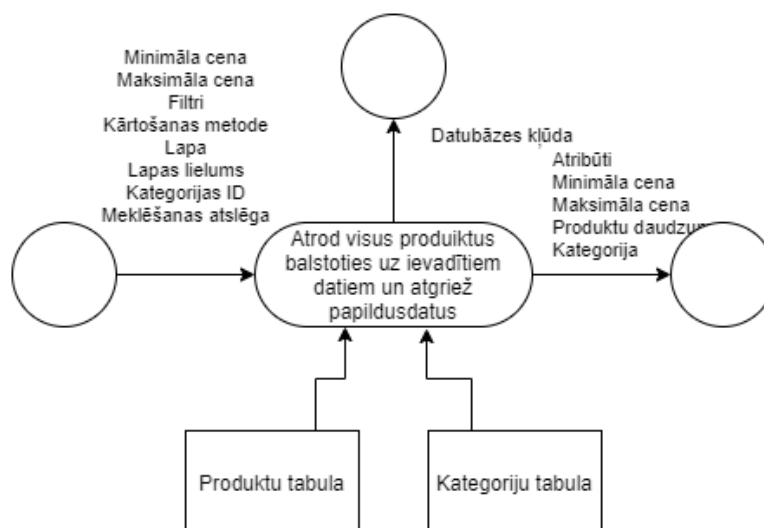 Minimāla cena
Maksimāla cena
Filtri
Kārtošanas metode
Lapa
Lapas lielums
Kategorijas ID
Meklēšanas atslēga
Datubāzes kļūda
Atribūti
Minimāla cena
Maksimāla cena
Produktu daudzum
Kategorija
Atrod visus produiktus
balstoties uz ievadītiem
datiem un atgriež
papildusdatus
Produktu tabula
Kategoriju tabula